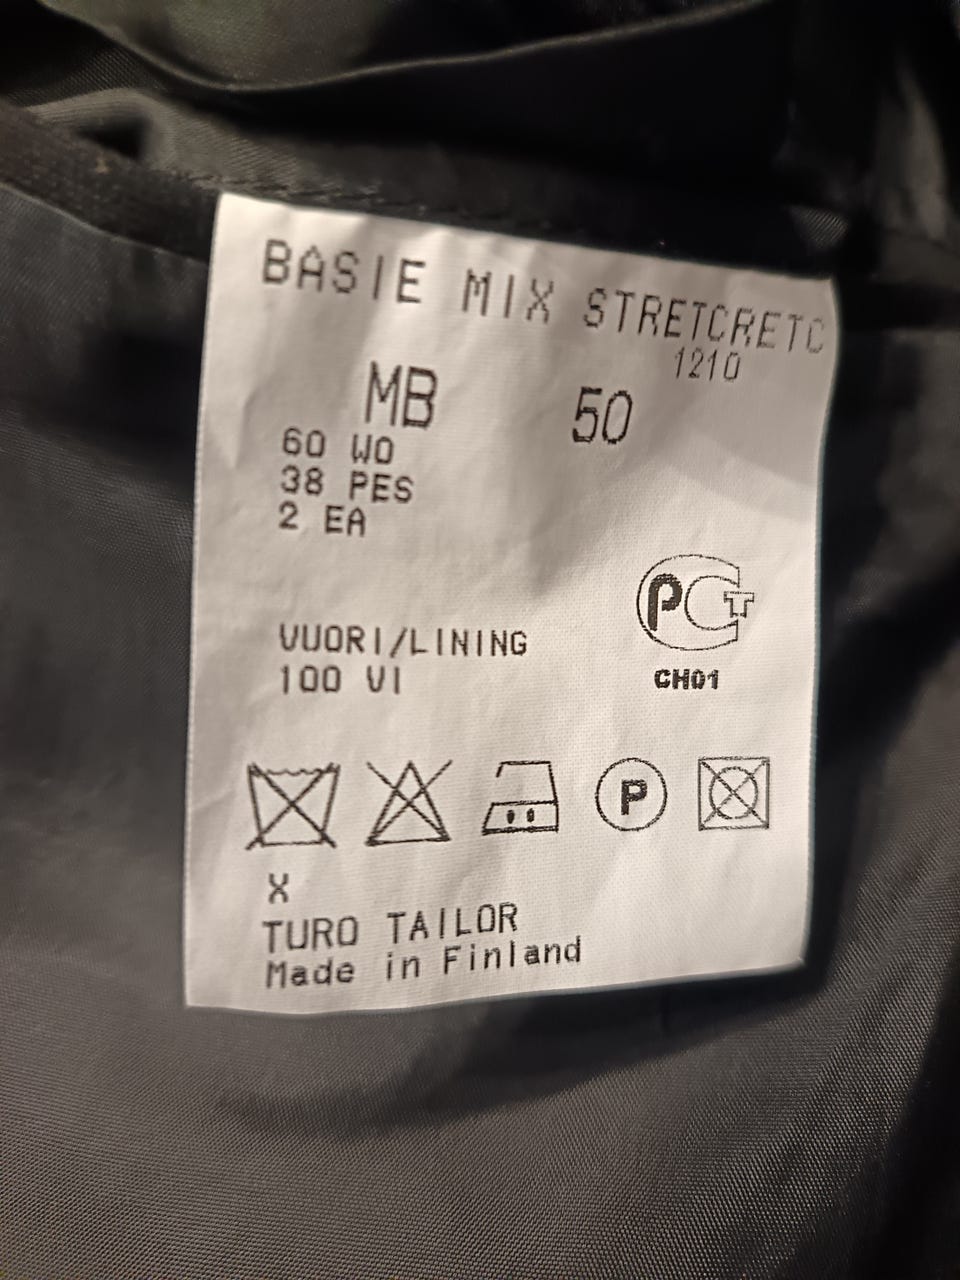 BASIE MIX STRETCRETC
1210
MB 50
60 WO
38 PES
2 EA
VUORI/LINING
100 VI
РСТ
CH01
P
X
TURO TAILOR
Made in Finland